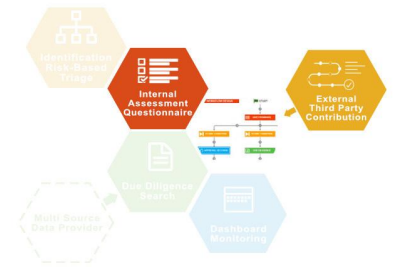 Identification
Risk-Based
Triage
Internal
Assessment
Questionnaire
START
External
Third Party
Contribution
Due Diligence
Search
Multi-Source
Data Provider
Dashboard
Monitoring